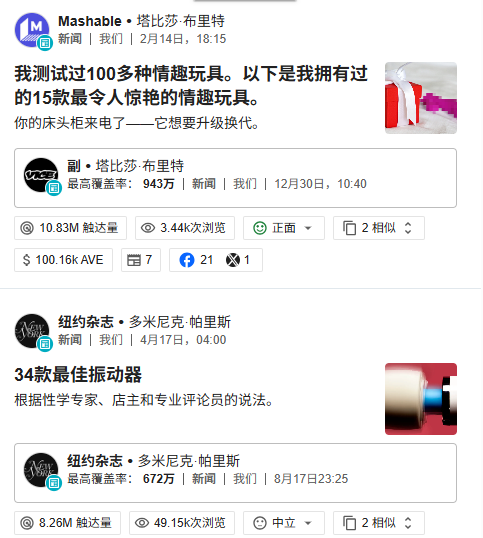 Mashable • 塔比莎·布里特
新闻 | 我们 | 2月14日，18:15
我测试过100多种情趣玩具。以下是我拥有过
的15款最令人惊艳的情趣玩具。
你的床头柜来电了——它想要升级换代。
VICE
副 • 塔比莎·布里特
最高覆盖率： 943万 | 新闻 | 我们 | 12月30日，10:40
10.83M 触达量
3.44k次浏览
正面
2 相似
$ 100.16k AVE
7
21
1
NEW YORK
纽约杂志 • 多米尼克·帕里斯
新闻 | 我们 | 4月17日，04:00
34款最佳振动器
根据性学专家、店主和专业评论员的说法。
NEW YORK
纽约杂志 • 多米尼克·帕里斯
最高覆盖率： 672万 | 新闻 | 我们 | 8月17日23:25
8.26M 触达量
49.15k次浏览
中立
2 相似